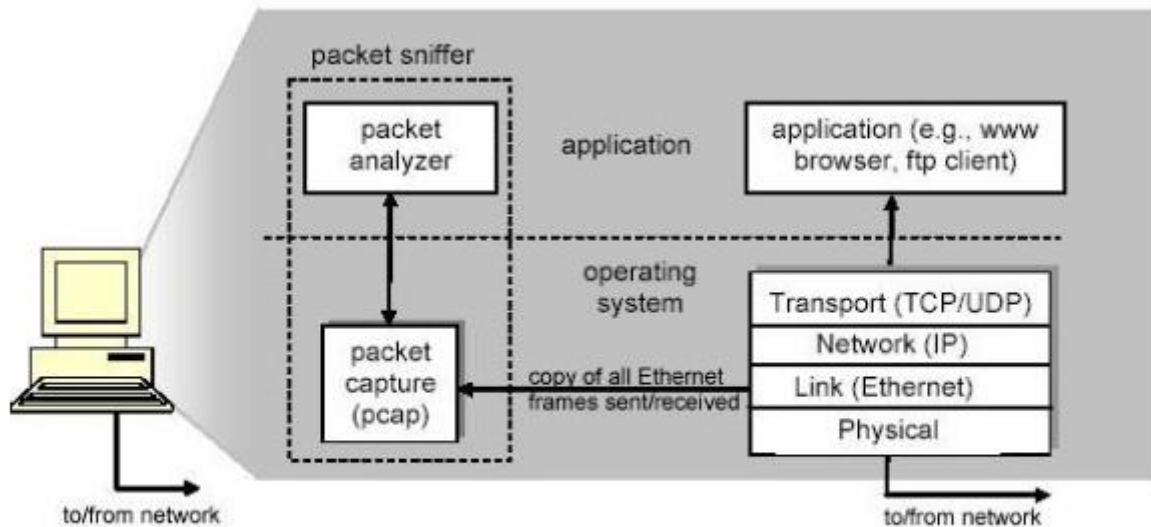 packet sniffer
packet
analyzer
application
application (e.g., www
browser, ftp client)
operating
system
packet
capture
(pcap)
copy of all Ethernet
frames sent/received
Transport (TCP/UDP)
Network (IP)
Link (Ethernet)
Physical
to/from network
to/from network